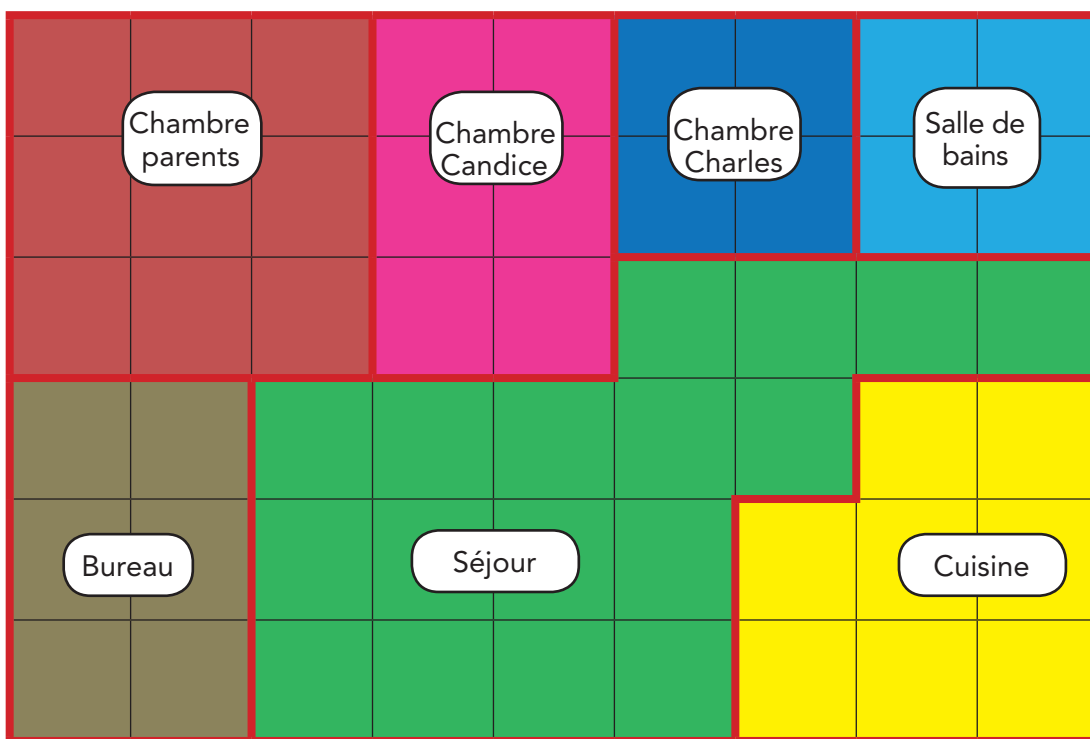 Chambre
parents
Chambre
Candice
Chambre
Charles
Salle de
bains
Bureau
Séjour
Cuisine